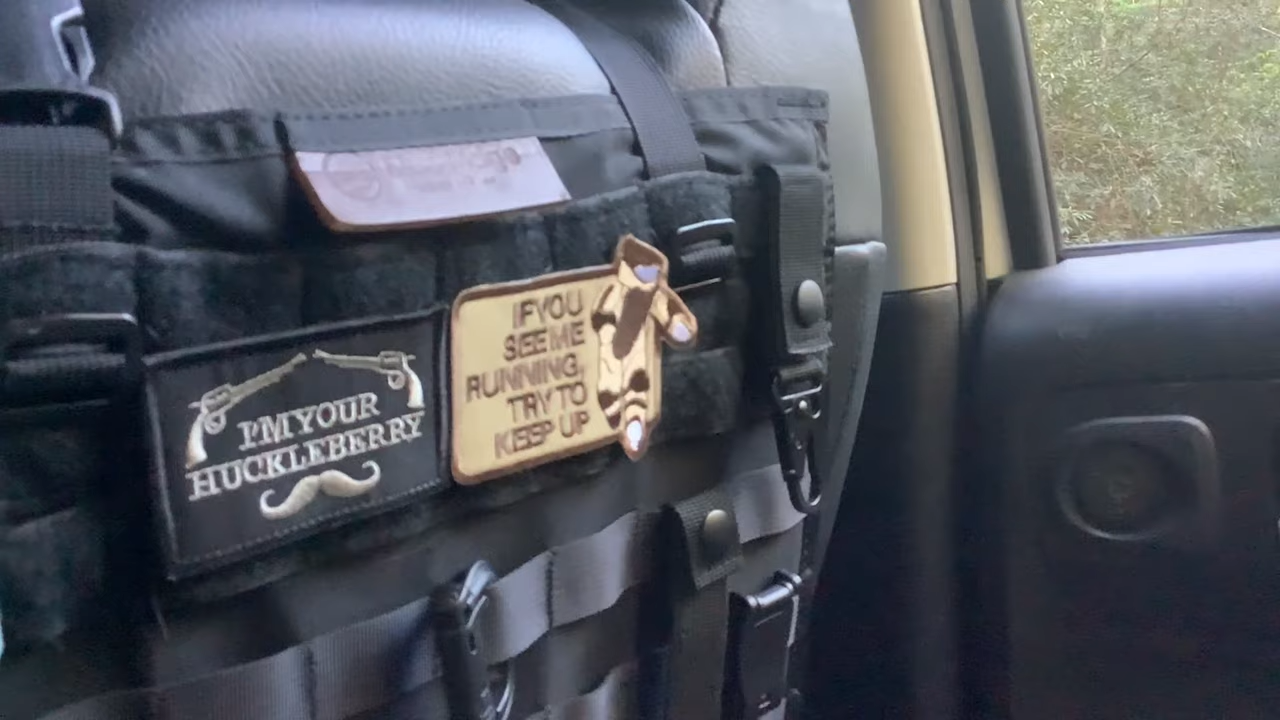 I'M YOUR
HUCKLEBERRY
IF YOU
SEE ME
RUNNING,
TRY TO
KEEP UP